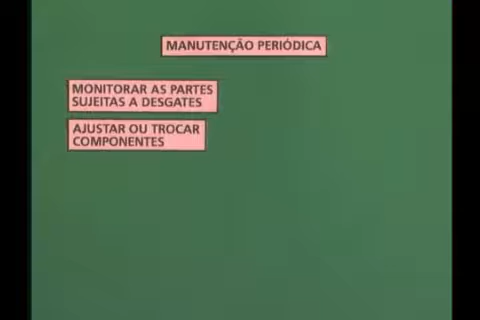 MANUTENÇÃO PERIÓDICA
MONITORAR AS PARTES
SUJEITAS A DESGATES
AJUSTAR OU TROCAR
COMPONENTES